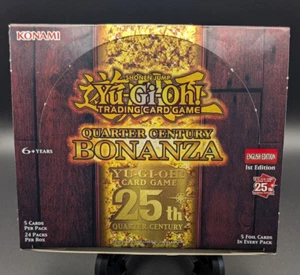 KONAMI
SHONEN JUMP
Yu-Gi-Oh!
TRADING CARD GAME
QUARTER CENTURY
BONANZA
6+ YEARS
ENGLISH EDITION
1st Edition
YU-GI-OH!
CARD GAME
25th
QUARTER CENTURY
25th
5 CARDS
PER PACK
24 PACKS
PER BOX
5 FOIL CARDS
IN EVERY PACK